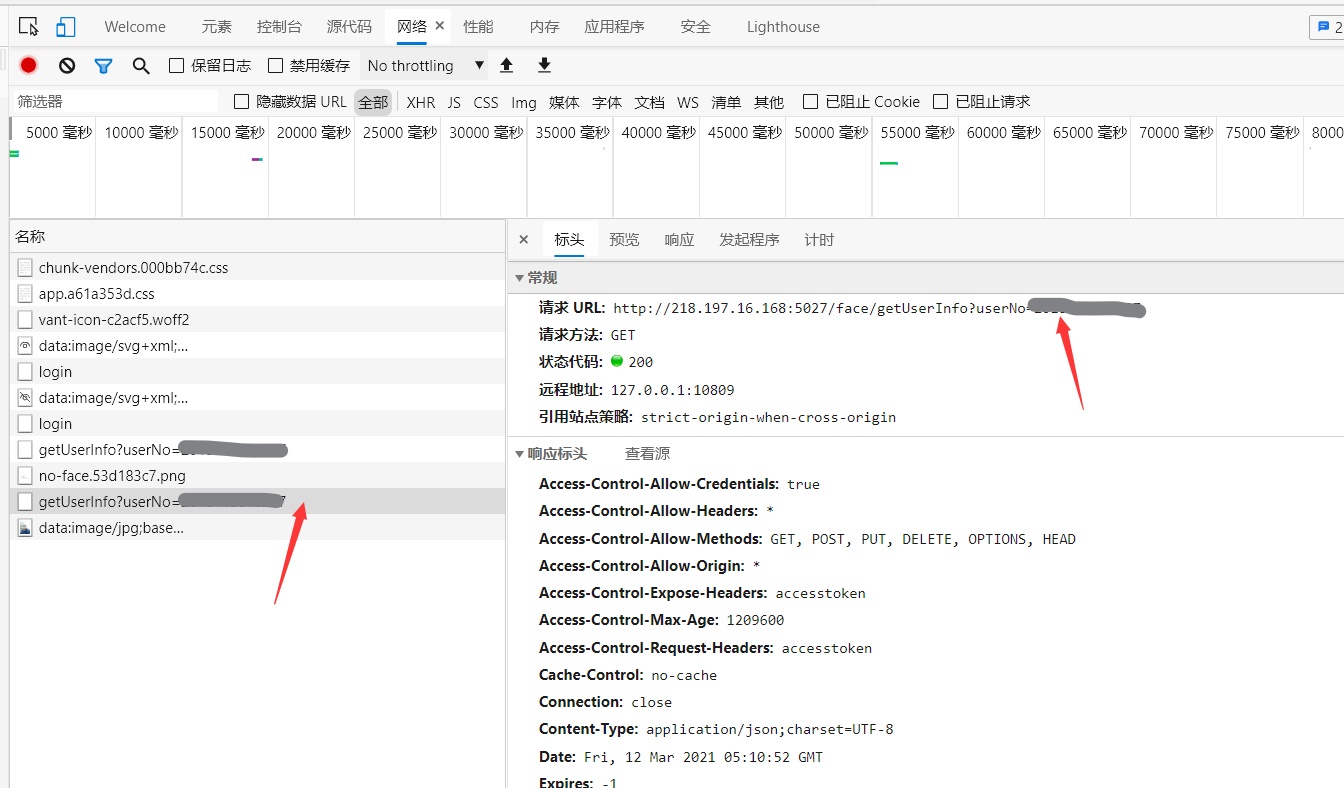 Welcome 元素 控制台 源代码 网络 × 性能 内存 应用程序 安全 Lighthouse 2
保留日志 禁用缓存 No throttling
筛选器 隐藏数据 URL 全部 XHR JS CSS Img 媒体 字体 文档 WS 清单 其他 已阻止 Cookie 已阻止请求
5000 毫秒 10000 毫秒 15000 毫秒 20000 毫秒 25000 毫秒 30000 毫秒 35000 毫秒 40000 毫秒 45000 毫秒 50000 毫秒 55000 毫秒 60000 毫秒 65000 毫秒 70000 毫秒 75000 毫秒 8000
名称
chunk-vendors.000bb74c.css
app.a61a353d.css
vant-icon-c2acf5.woff2
data:image/svg+xml;...
login
data:image/svg+xml;...
login
getUserInfo?userNo=
no-face.53d183c7.png
getUserInfo?userNo=
data:image/jpg;base...
× 标头 预览 响应 发起程序 计时
常规
请求 URL: http://218.197.16.168:5027/face/getUserInfo?userNo=
请求方法: GET
状态代码: 200
远程地址: 127.0.0.1:10809
引用站点策略: strict-origin-when-cross-origin
响应标头 查看源
Access-Control-Allow-Credentials: true
Access-Control-Allow-Headers: *
Access-Control-Allow-Methods: GET, POST, PUT, DELETE, OPTIONS, HEAD
Access-Control-Allow-Origin: *
Access-Control-Expose-Headers: accesstoken
Access-Control-Max-Age: 1209600
Access-Control-Request-Headers: accesstoken
Cache-Control: no-cache
Connection: close
Content-Type: application/json;charset=UTF-8
Date: Fri, 12 Mar 2021 05:10:52 GMT
Expires: -1